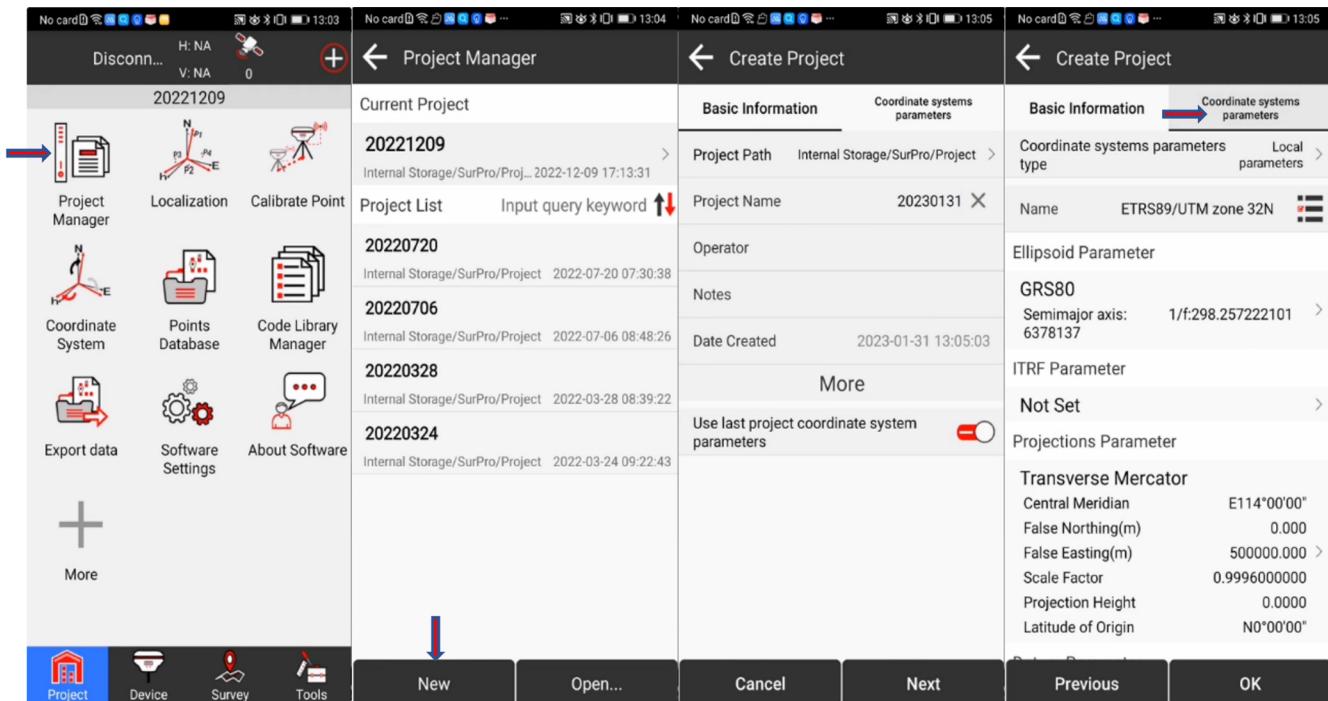 No card 13:03
Disconn... H: NA
V: NA 0
20221209
N
P1
P3 P4
P2
H E
Project Manager
Localization
Calibrate Point
N
H E
Coordinate System
Points Database
Code Library Manager
Export data
Software Settings
About Software
More
Project Device Survey Tools
No card ... 13:04
Project Manager
Current Project
20221209
Internal Storage/SurPro/Proj... 2022-12-09 17:13:31
Project List Input query keyword
20220720
Internal Storage/SurPro/Project 2022-07-20 07:30:38
20220706
Internal Storage/SurPro/Project 2022-07-06 08:48:26
20220328
Internal Storage/SurPro/Project 2022-03-28 08:39:22
20220324
Internal Storage/SurPro/Project 2022-03-24 09:22:43
New Open...
No card ... 13:05
Create Project
Basic Information
Coordinate systems
parameters
Project Path Internal Storage/SurPro/Project
Project Name 20230131
Operator
Notes
Date Created 2023-01-31 13:05:03
More
Use last project coordinate system
parameters
Cancel Next
No card ... 13:05
Create Project
Basic Information
Coordinate systems
parameters
Coordinate systems parameters type
Local parameters
Name ETRS89/UTM zone 32N
Ellipsoid Parameter
GRS80
Semimajor axis: 6378137
1/f:298.257222101
ITRF Parameter
Not Set
Projections Parameter
Transverse Mercator
Central Meridian E114°00'00"
False Northing(m) 0.000
False Easting(m) 500000.000
Scale Factor 0.9996000000
Projection Height 0.0000
Latitude of Origin N0°00'00"
Previous OK